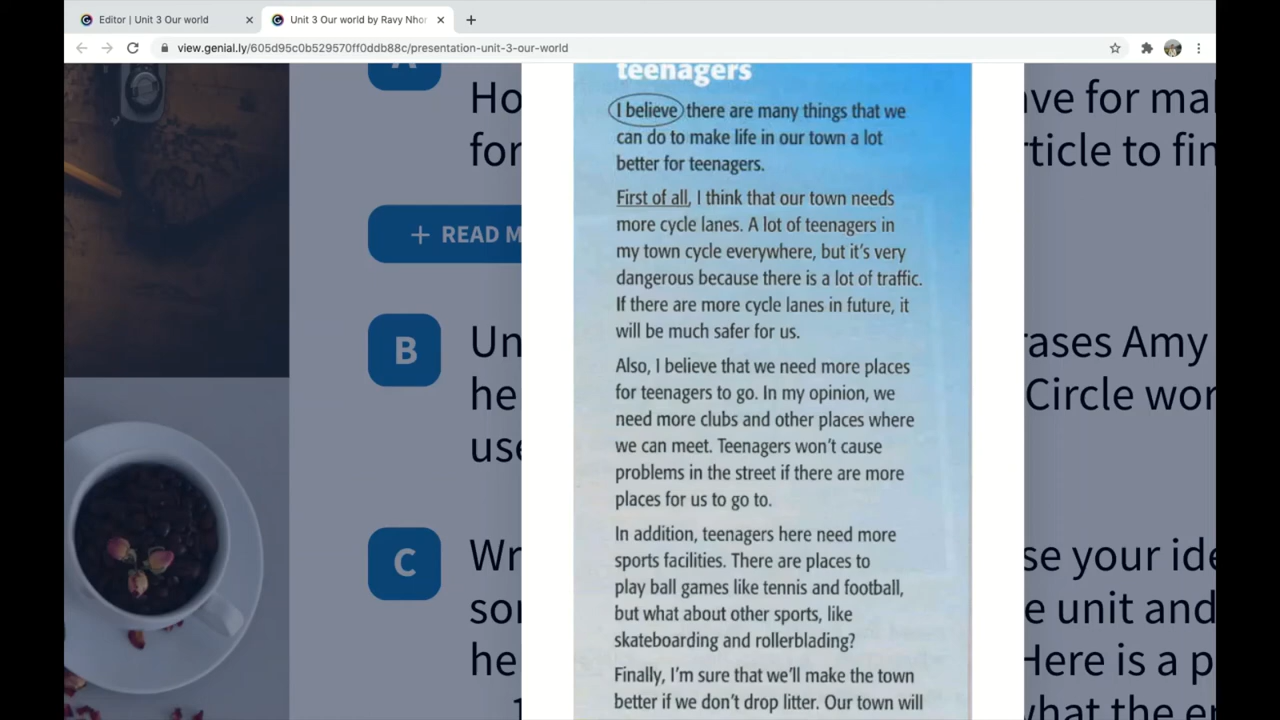 Editor | Unit 3 Our world
Unit 3 Our world by Ravy Nhor
view.genial.ly/605d95c0b529570ff0ddb88c/presentation-unit-3-our-world
teenagers
I believe there are many things that we
can do to make life in our town a lot
better for teenagers.
First of all, I think that our town needs
more cycle lanes. A lot of teenagers in
my town cycle everywhere, but it's very
dangerous because there is a lot of traffic.
If there are more cycle lanes in future, it
will be much safer for us.
Also, I believe that we need more places
for teenagers to go. In my opinion, we
need more clubs and other places where
we can meet. Teenagers won't cause
problems in the street if there are more
places for us to go to.
In addition, teenagers here need more
sports facilities. There are places to
play ball games like tennis and football,
but what about other sports, like
skateboarding and rollerblading?
Finally, I'm sure that we'll make the town
better if we don't drop litter. Our town will
A
Ho
ave for mal
for
rticle to fin
+ READ M
B
Un
rases Amy
he
Circle wor
use
C
Wr
se your ide
son
e unit and
he
Here is a p
1
what the en